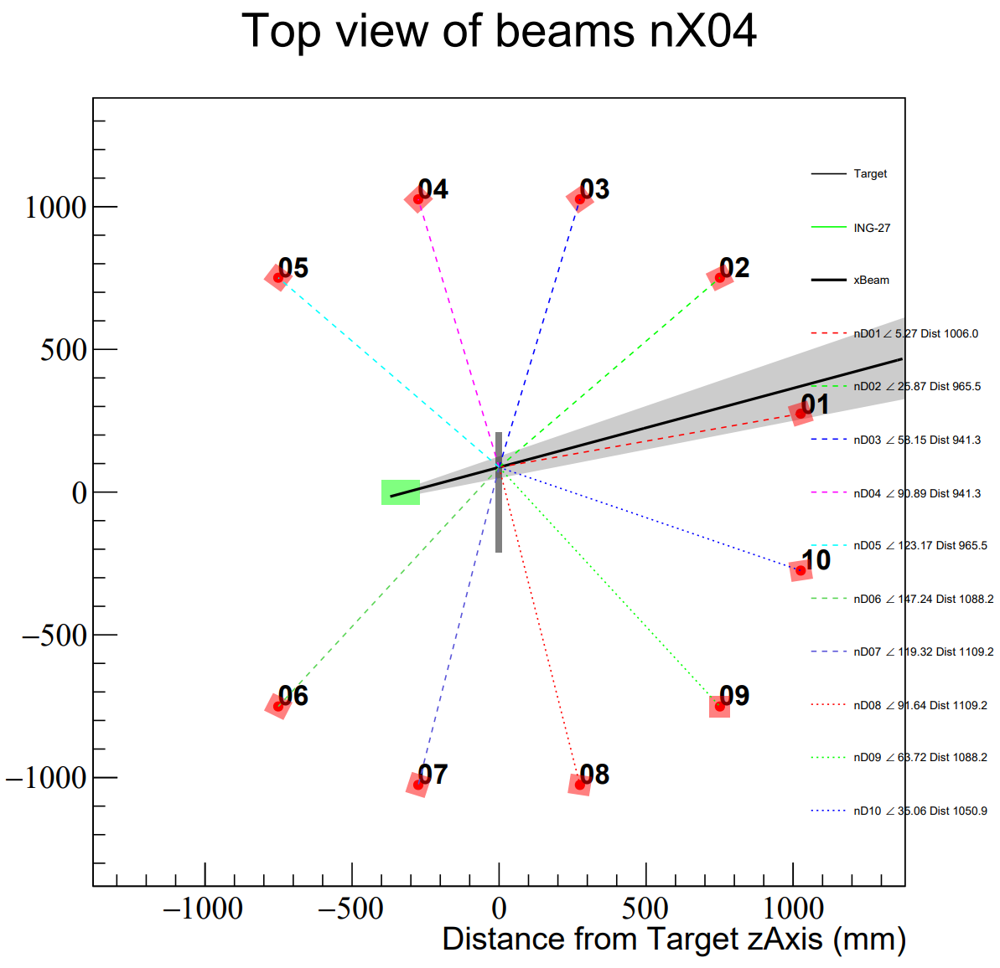 Top view of beams nX04
04
03
05
02
01
10
06
09
07
08
Target
ING-27
xBeam
nD01 ∠ 5.27 Dist 1006.0
nD02 ∠ 25.87 Dist 965.5
nD03 ∠ 58.15 Dist 941.3
nD04 ∠ 90.89 Dist 941.3
nD05 ∠ 123.17 Dist 965.5
nD06 ∠ 147.24 Dist 1088.2
nD07 ∠ 119.32 Dist 1109.2
nD08 ∠ 91.64 Dist 1109.2
nD09 ∠ 63.72 Dist 1088.2
nD10 ∠ 35.06 Dist 1050.9
1000
500
0
−500
−1000
−1000 −500 0 500 1000
Distance from Target zAxis (mm)